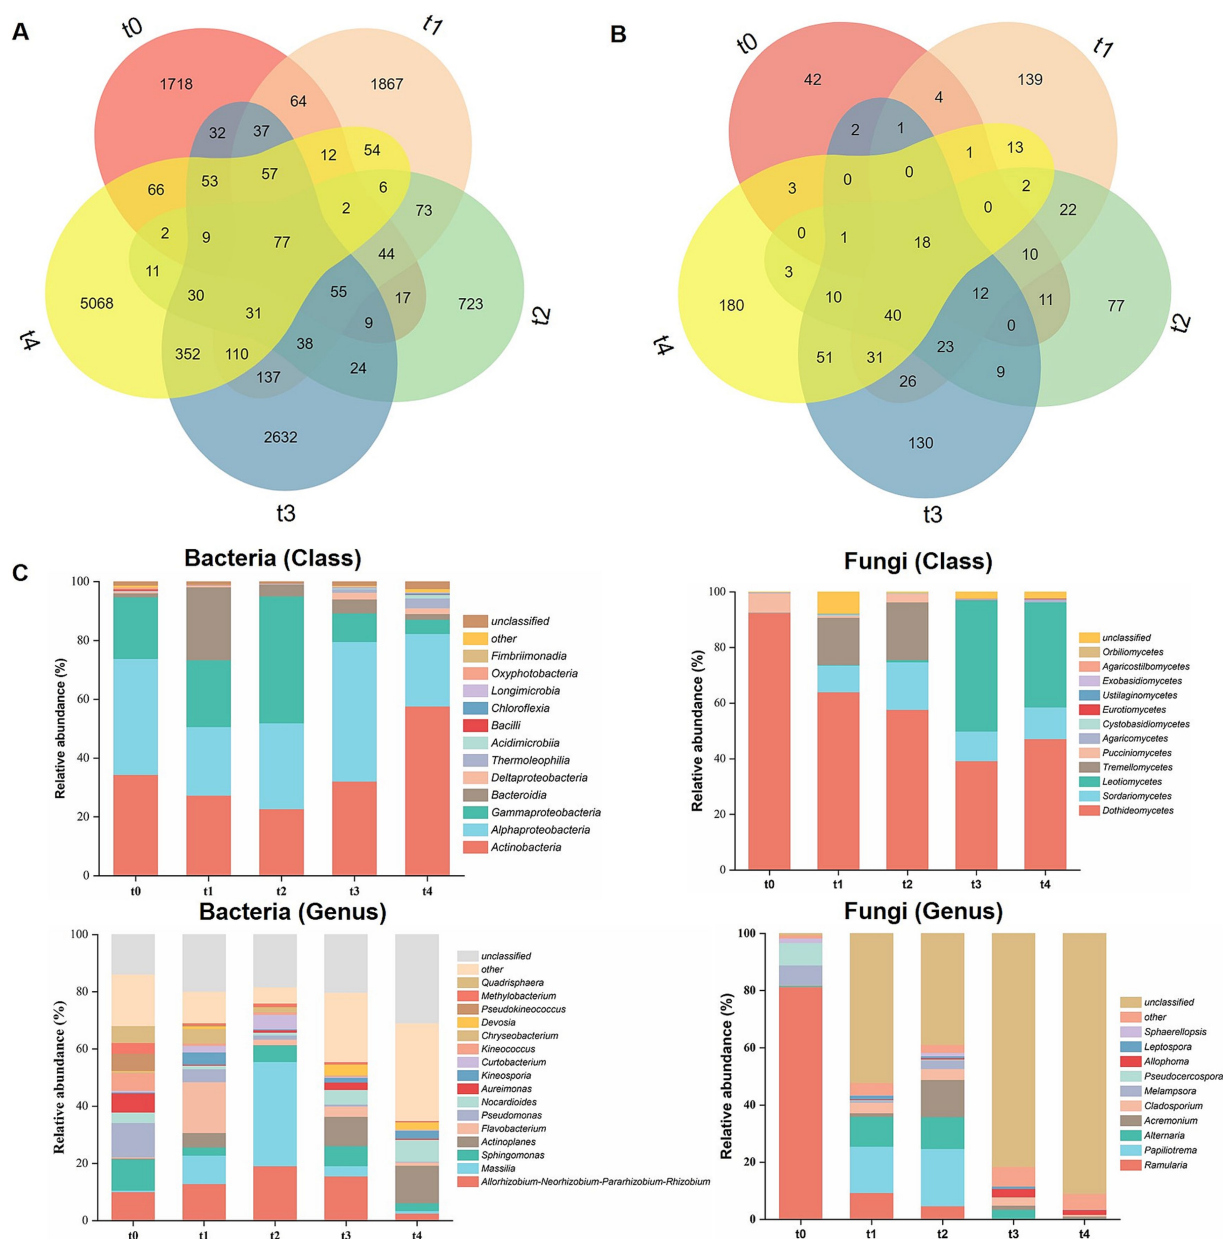 A
t0
t1
1718
64
1867
32
37
12
54
66
53
57
6
2
73
2
9
77
44
11
5068
30
55
17
723
31
9
t2
t4
352
110
38
24
137
2632
t3
B
t0
t1
42
4
139
2
1
1
13
3
0
0
2
0
22
0
1
18
10
3
180
10
12
11
77
40
0
t2
t4
51
31
23
9
26
130
t3
C
Bacteria (Class)
Relative abundance (%)
100
80
60
40
20
0
t0 t1 t2 t3 t4
unclassified
other
Fimbriimonadia
Oxyphotobacteria
Longimicrobia
Chloroflexia
Bacilli
Acidimicrobiia
Thermoleophilia
Deltaproteobacteria
Bacteroidia
Gammaproteobacteria
Alphaproteobacteria
Actinobacteria
Fungi (Class)
Relative abundance (%)
100
80
60
40
20
0
t0 t1 t2 t3 t4
unclassified
Orbiliomycetes
Agaricostilbomycetes
Exobasidiomycetes
Ustilaginomycetes
Eurotiomycetes
Cystobasidiomycetes
Agaricomycetes
Pucciniomycetes
Tremellomycetes
Leotiomycetes
Sordariomycetes
Dothideomycetes
Bacteria (Genus)
Relative abundance (%)
100
80
60
40
20
0
t0 t1 t2 t3 t4
unclassified
other
Quadrisphaera
Methylobacterium
Pseudokineococcus
Devosia
Chryseobacterium
Kineococcus
Curtobacterium
Kineosporia
Aureimonas
Nocardioides
Pseudomonas
Flavobacterium
Actinoplanes
Sphingomonas
Massilia
Allorhizobium-Neorhizobium-Pararhizobium-Rhizobium
Fungi (Genus)
Relative abundance (%)
100
80
60
40
20
0
t0 t1 t2 t3 t4
unclassified
other
Sphaerellopsis
Leptospora
Allophoma
Pseudocercospora
Melampsora
Cladosporium
Acremonium
Alternaria
Papiliotrema
Ramularia